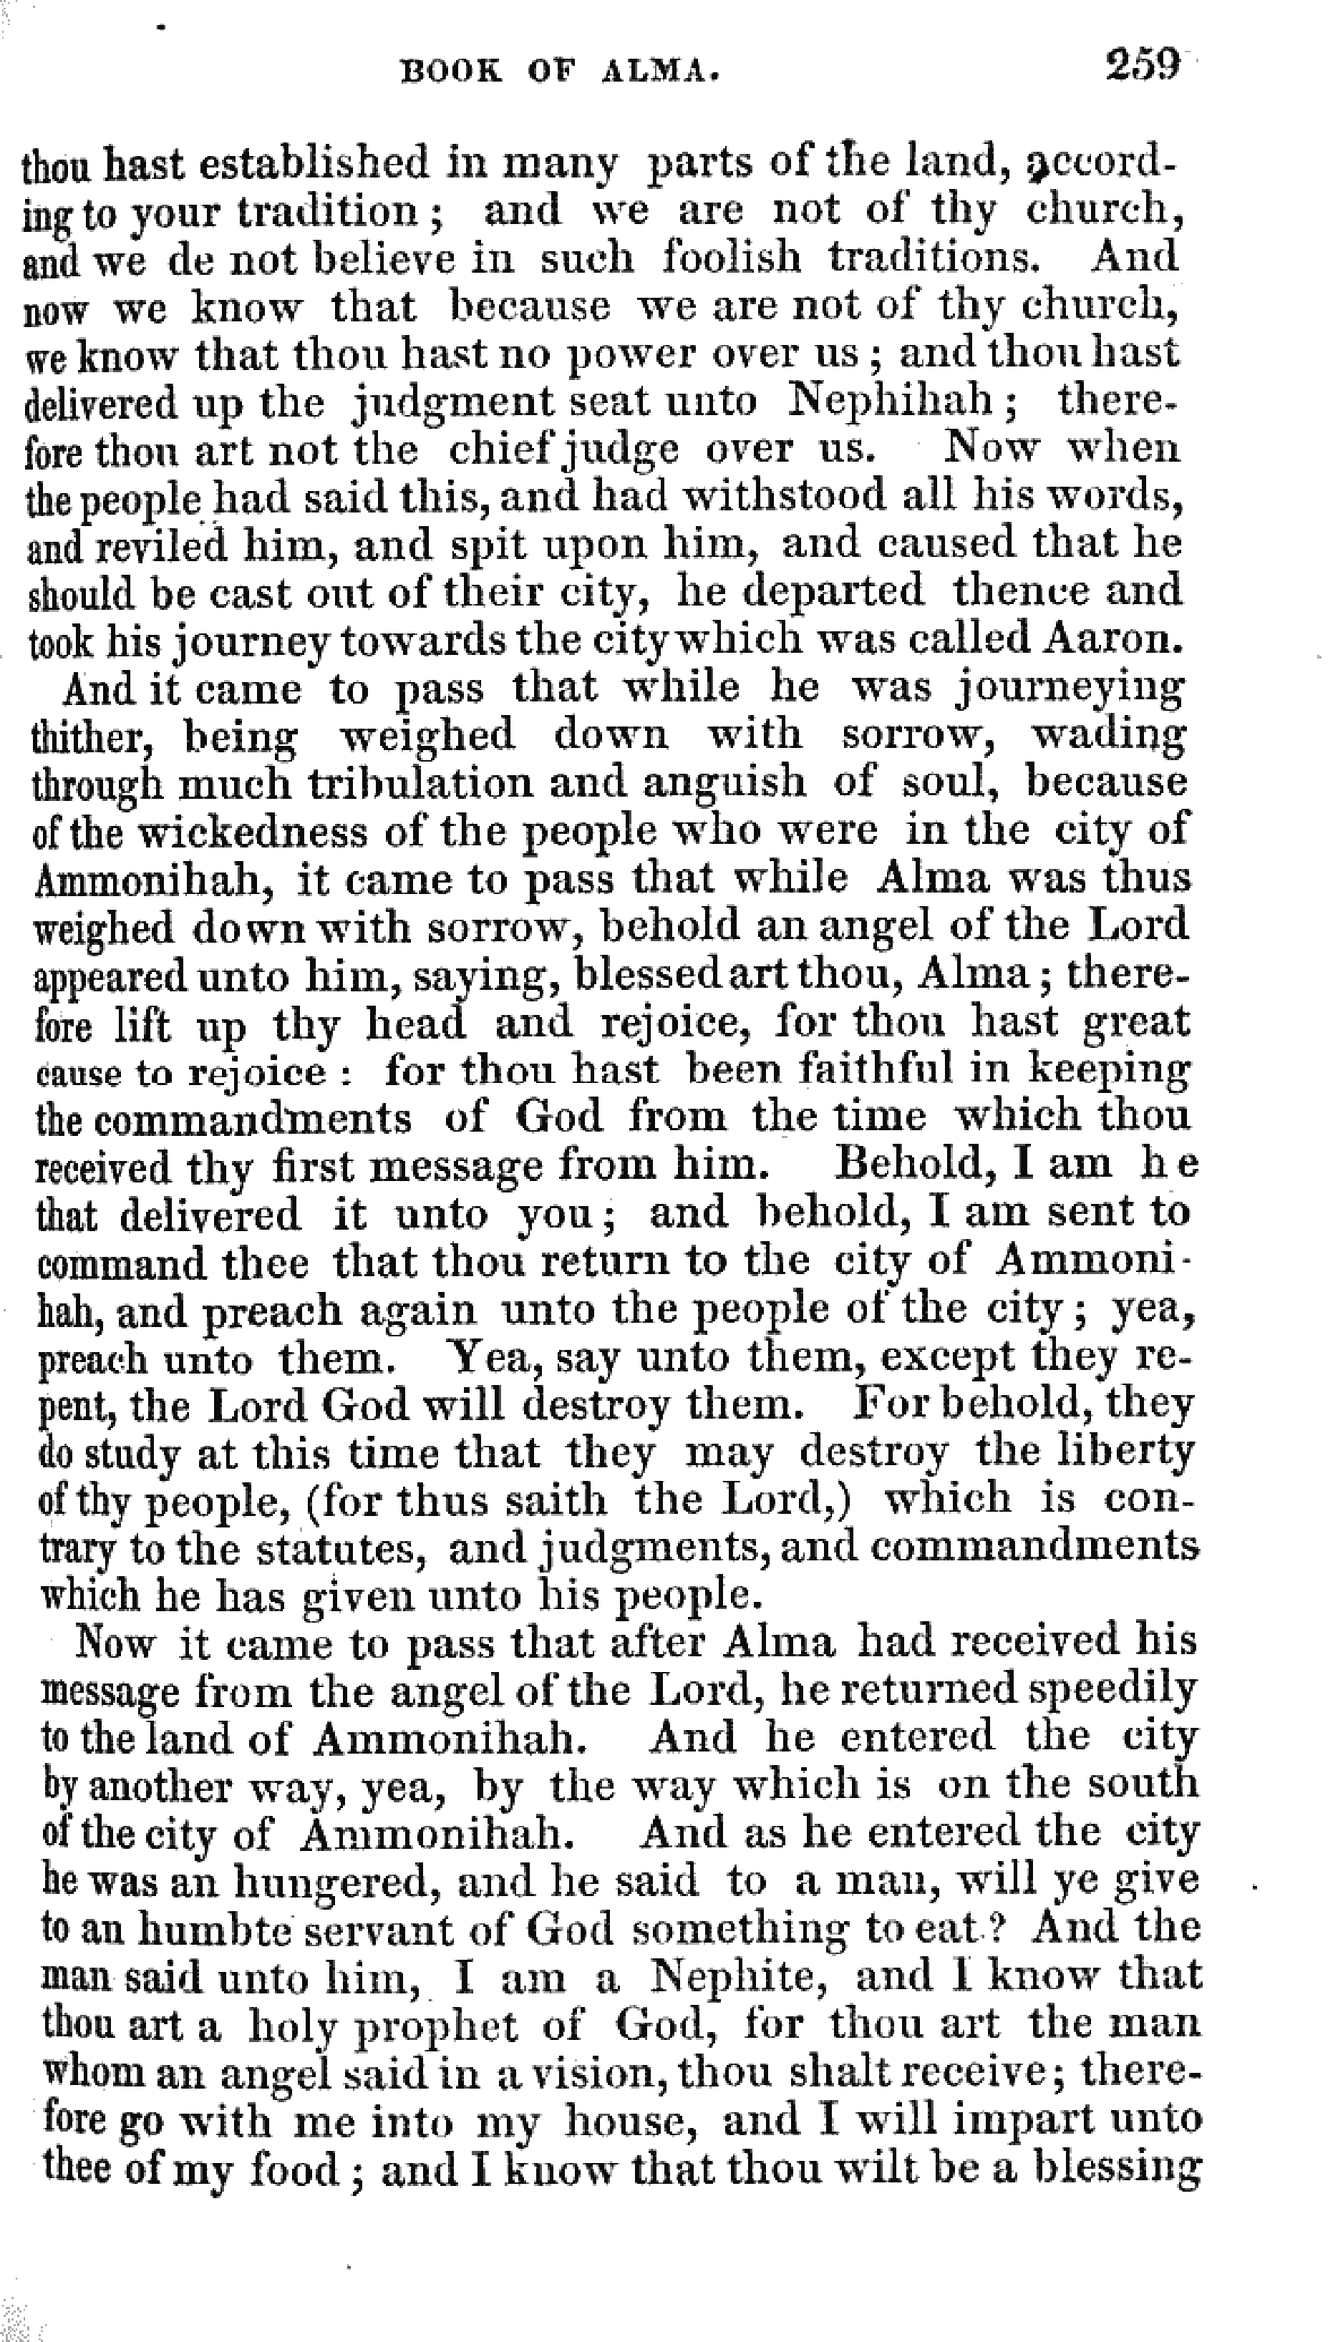 BOOK OF ALMA. 259
thou hast established in many parts of the land, accord-
ing to your tradition; and we are not of thy church,
and we de not believe in such foolish traditions. And
now we know that because we are not of thy church,
we know that thou hast no power over us; and thou hast
delivered up the judgment seat unto Nephihah; there-
fore thou art not the chief judge over us. Now when
the people had said this, and had withstood all his words,
and reviled him, and spit upon him, and caused that he
should be cast out of their city, he departed thence and
took his journey towards the city which was called Aaron.
And it came to pass that while he was journeying
thither, being weighed down with sorrow, wading
through much tribulation and anguish of soul, because
of the wickedness of the people who were in the city of
Ammonihah, it came to pass that while Alma was thus
weighed down with sorrow, behold an angel of the Lord
appeared unto him, saying, blessed art thou, Alma; there-
fore lift up thy head and rejoice, for thou hast great
cause to rejoice: for thou hast been faithful in keeping
the commandments of God from the time which thou
received thy first message from him. Behold, I am he
that delivered it unto you; and behold, I am sent to
command thee that thou return to the city of Ammoni-
hah, and preach again unto the people of the city; yea,
preach unto them. Yea, say unto them, except they re-
pent, the Lord God will destroy them. For behold, they
do study at this time that they may destroy the liberty
of thy people, (for thus saith the Lord,) which is con-
trary to the statutes, and judgments, and commandments
which he has given unto his people.
Now it came to pass that after Alma had received his
message from the angel of the Lord, he returned speedily
to the land of Ammonihah. And he entered the city
by another way, yea, by the way which is on the south
of the city of Ammonihah. And as he entered the city
he was an hungered, and he said to a man, will ye give
to an humbte servant of God something to eat? And the
man said unto him, I am a Nephite, and I know that
thou art a holy prophet of God, for thou art the man
whom an angel said in a vision, thou shalt receive; there-
fore go with me into my house, and I will impart unto
thee of my food; and I know that thou wilt be a blessing